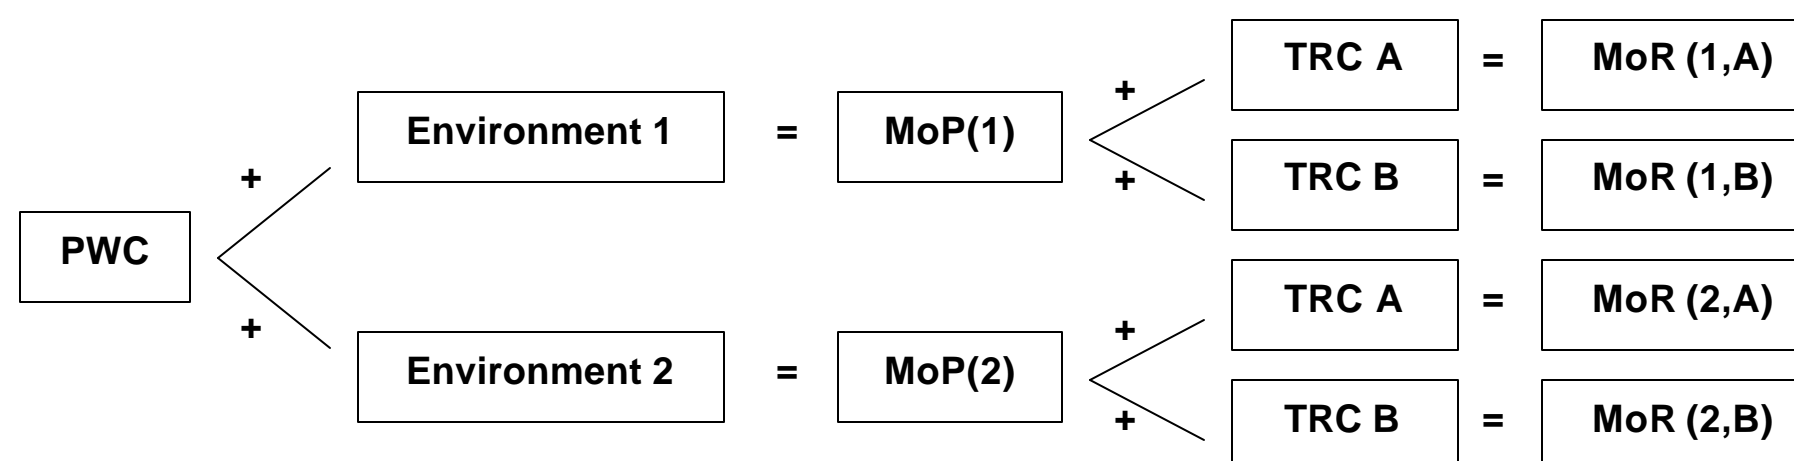 TRC A = MoR (1,A)
+
Environment 1 = MoP(1)
+
TRC B = MoR (1,B)
+
PWC
+
TRC A = MoR (2,A)
+
Environment 2 = MoP(2)
+
TRC B = MoR (2,B)